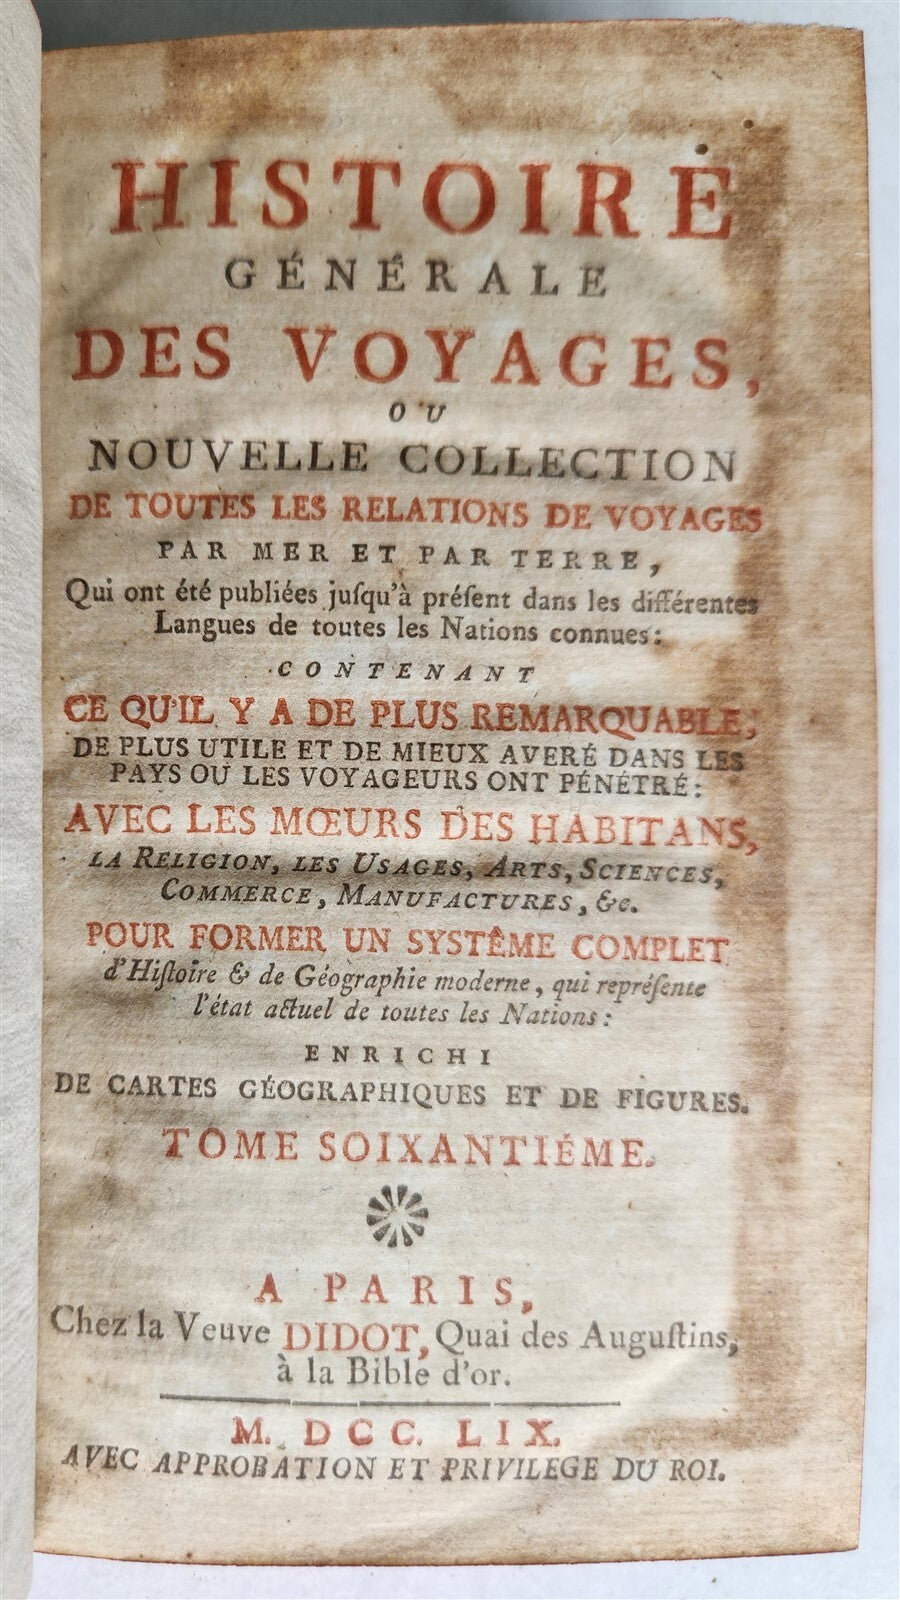 HISTOIRE
GÉNÉRALE
DES VOYAGES,
OU
NOUVELLE COLLECTION
DE TOUTES LES RELATIONS DE VOYAGES
PAR MER ET PAR TERRE,
Qui ont été publiées juſqu'à préſent dans les différentes
Langues de toutes les Nations connues:
CONTENANT
CE QU'IL Y A DE PLUS REMARQUABLE,
DE PLUS UTILE ET DE MIEUX AVERÉ DANS LES
PAYS OU LES VOYAGEURS ONT PÉNÉTRÉ:
AVEC LES MŒURS DES HABITANS,
LA RELIGION, LES USAGES, ARTS, SCIENCES,
COMMERCE, MANUFACTURES, &c.
POUR FORMER UN SYSTÊME COMPLET
d'Hiſtoire & de Géographie moderne, qui repréſente
l'état actuel de toutes les Nations:
ENRICHI
DE CARTES GÉOGRAPHIQUES ET DE FIGURES.
TOME SOIXANTIÉME.
A PARIS,
Chez la Veuve DIDOT, Quai des Auguſtins,
à la Bible d'or.
M. DCC. LIX.
AVEC APPROBATION ET PRIVILEGE DU ROI.